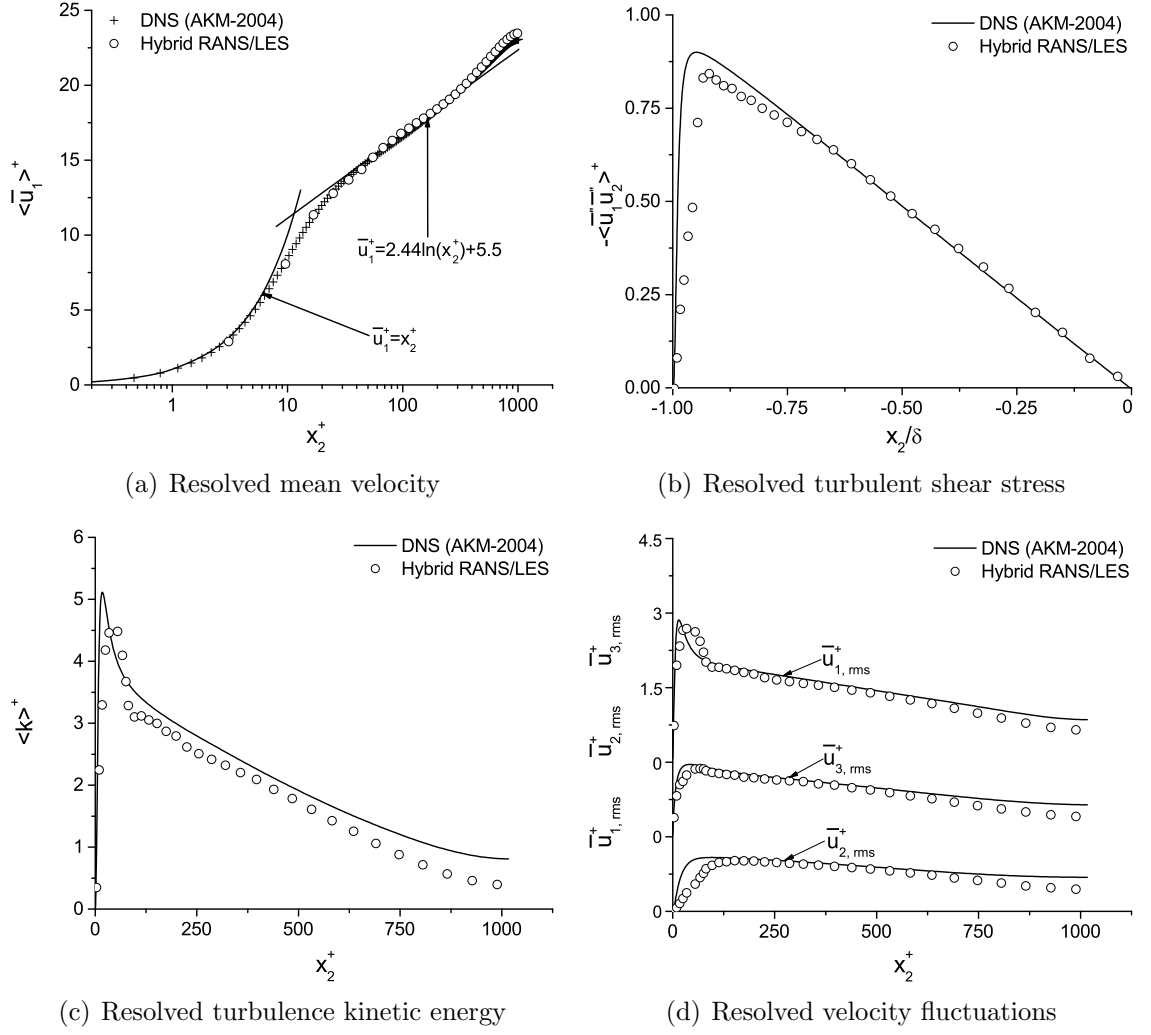 25
20
15
10
5
0
1
10
100
1000
+ DNS (AKM-2004)
○ Hybrid RANS/LES
<u̅₁>⁺
x₂⁺
u̅₁⁺=2.44ln(x₂⁺)+5.5
u̅₁⁺=x₂⁺
(a) Resolved mean velocity
1.00
0.75
0.50
0.25
0.00
-1.00
-0.75
-0.50
-0.25
0
DNS (AKM-2004)
○ Hybrid RANS/LES
-<u̅₁"u̅₂">⁺
x₂/δ
(b) Resolved turbulent shear stress
6
5
4
3
2
1
0
0
250
500
750
1000
DNS (AKM-2004)
○ Hybrid RANS/LES
<k̅>⁺
x₂⁺
(c) Resolved turbulence kinetic energy
4.5
3
1.5
0
0
0
0
250
500
750
1000
DNS (AKM-2004)
○ Hybrid RANS/LES
u̅⁺₁, rms u̅⁺₂, rms u̅⁺₃, rms
u̅⁺₁, rms
u̅⁺₃, rms
u̅⁺₂, rms
x₂⁺
(d) Resolved velocity fluctuations